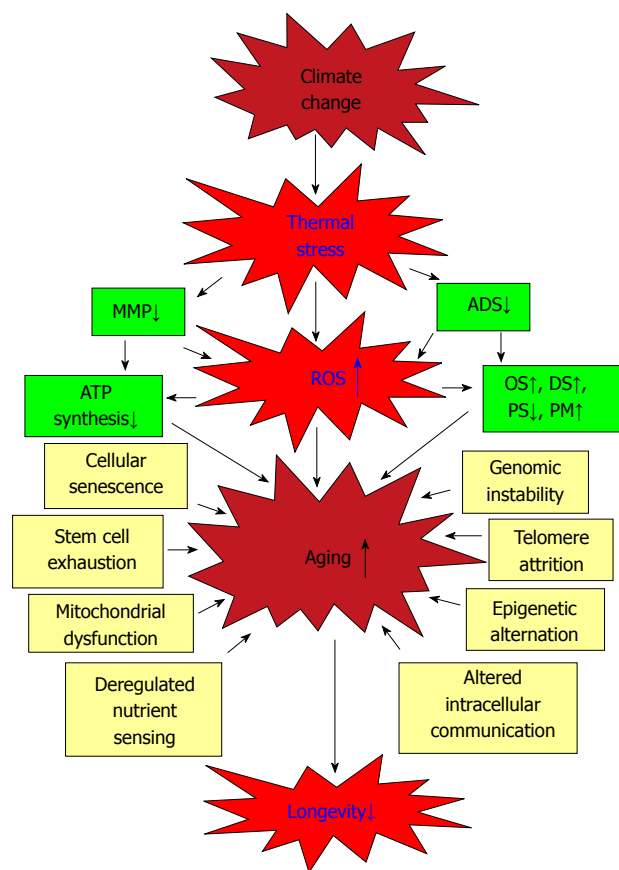 Climate
change
Thermal
stress
MMP↓
ADS↓
ROS ↑
ATP
synthesis↓
OS↑, DS↑,
PS↓, PM↑
Cellular
senescence
Genomic
instability
Stem cell
exhaustion
Aging ↑
Telomere
attrition
Mitochondrial
dysfunction
Epigenetic
alternation
Deregulated
nutrient
sensing
Altered
intracellular
communication
Longevity↓